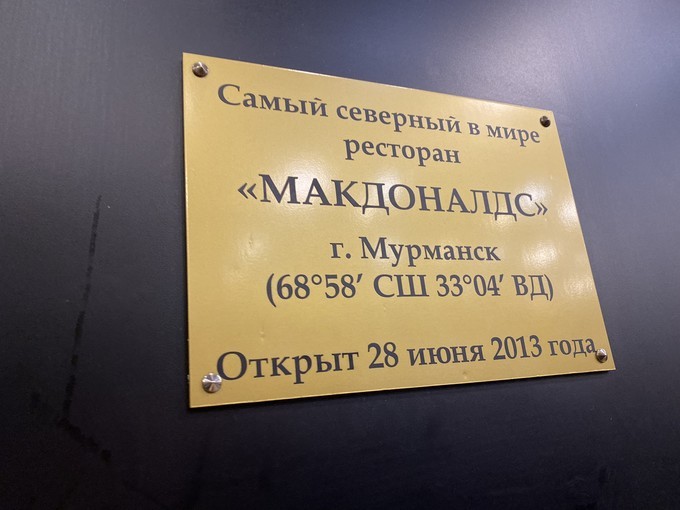 Самый северный в мире
ресторан
«МАКДОНАЛДС»
г. Мурманск
(68°58′ СШ 33°04′ ВД)
Открыт 28 июня 2013 года